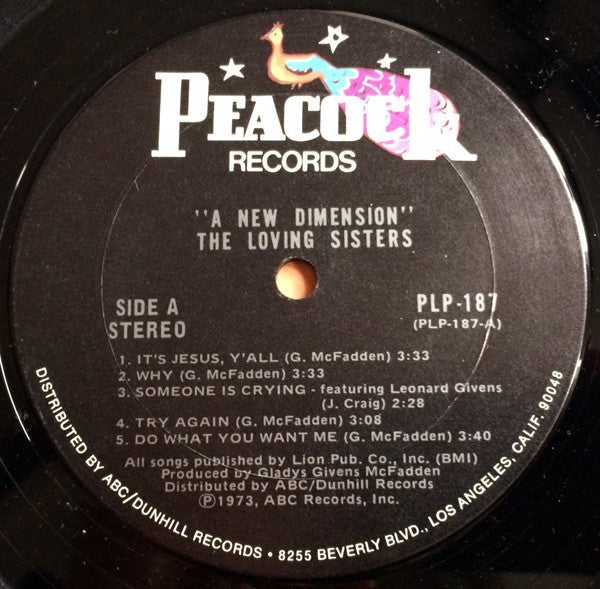 PEACOCK
RECORDS
"A NEW DIMENSION"
THE LOVING SISTERS
SIDE A
STEREO
PLP-187
(PLP-187-A)
1. IT'S JESUS, Y'ALL (G. McFadden) 3:33
2. WHY (G. McFadden) 3:33
3. SOMEONE IS CRYING - featuring Leonard Givens
(J. Craig) 2:28
4. TRY AGAIN (G. McFadden) 3:08
5. DO WHAT YOU WANT ME (G. McFadden) 3:40
All songs published by Lion Pub. Co., Inc. (BMI)
Produced by Gladys Givens McFadden
Distributed by ABC/Dunhill Records
Ⓟ1973, ABC Records, Inc.
DISTRIBUTED BY ABC/DUNHILL RECORDS • 8255 BEVERLY BLVD., LOS ANGELES, CALIF. 90048